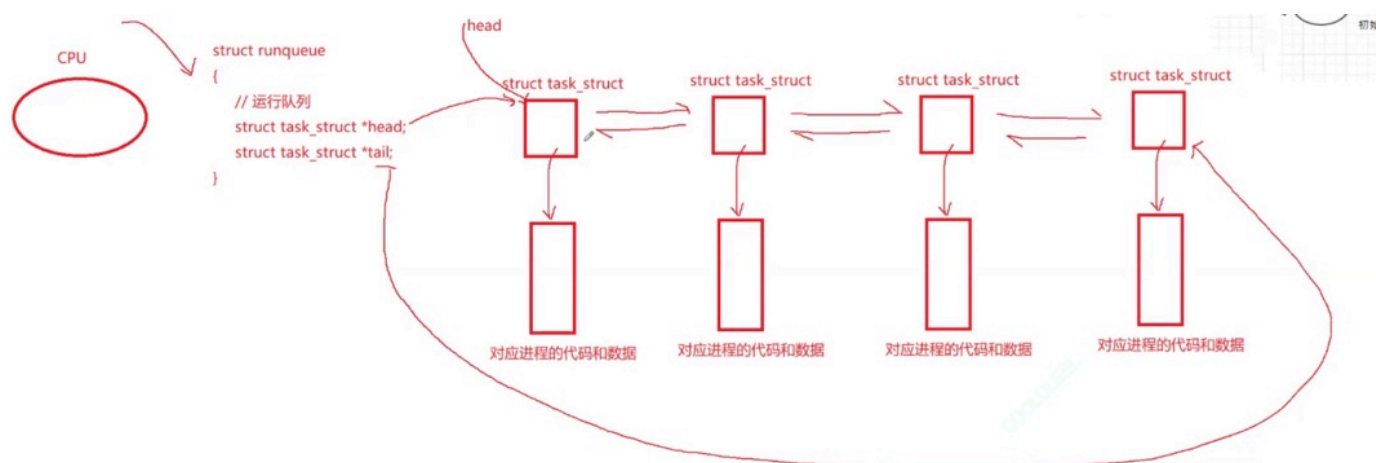 head
初始
CPU
struct runqueue
{
// 运行队列
struct task_struct *head;
struct task_struct *tail;
}
struct task_struct
struct task_struct
struct task_struct
struct task_struct
对应进程的代码和数据
对应进程的代码和数据
对应进程的代码和数据
对应进程的代码和数据